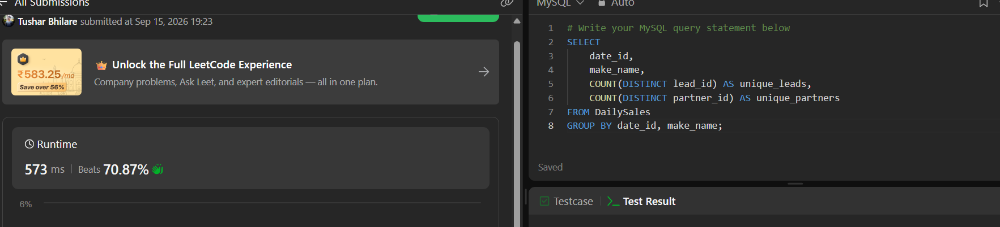 All Submissions
Tushar Bhilare submitted at Sep 15, 2026 19:23
₹583.25/mo
Save over 56%
Unlock the Full LeetCode Experience
Company problems, Ask Leet, and expert editorials — all in one plan.
Runtime
573 ms | Beats 70.87%
6%
MySQL Auto
1 # Write your MySQL query statement below
2 SELECT
3 date_id,
4 make_name,
5 COUNT(DISTINCT lead_id) AS unique_leads,
6 COUNT(DISTINCT partner_id) AS unique_partners
7 FROM DailySales
8 GROUP BY date_id, make_name;
Saved
Testcase | >_ Test Result